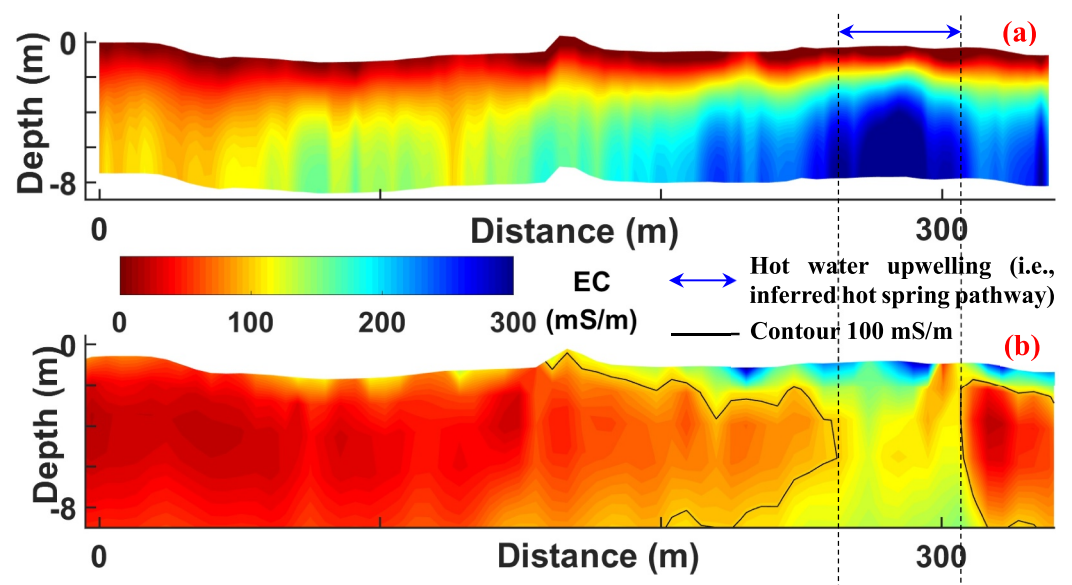 (a)
Depth (m)
0
-8
0
300
Distance (m)
EC
(mS/m)
0
100
200
300
Hot water upwelling (i.e.,
inferred hot spring pathway)
Contour 100 mS/m
(b)
Depth (m)
0
-8
0
300
Distance (m)